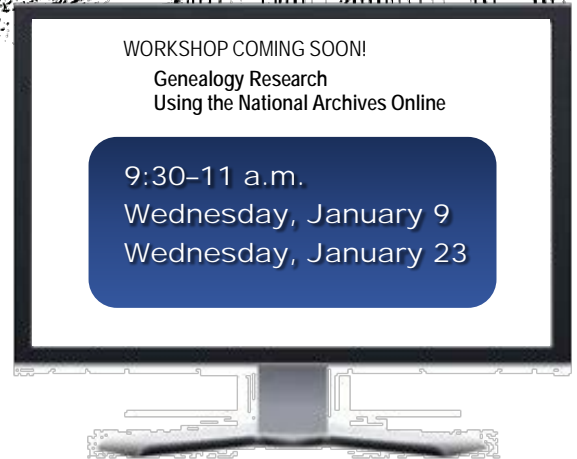 WORKSHOP COMING SOON!
Genealogy Research
Using the National Archives Online
9:30–11 a.m.
Wednesday, January 9
Wednesday, January 23